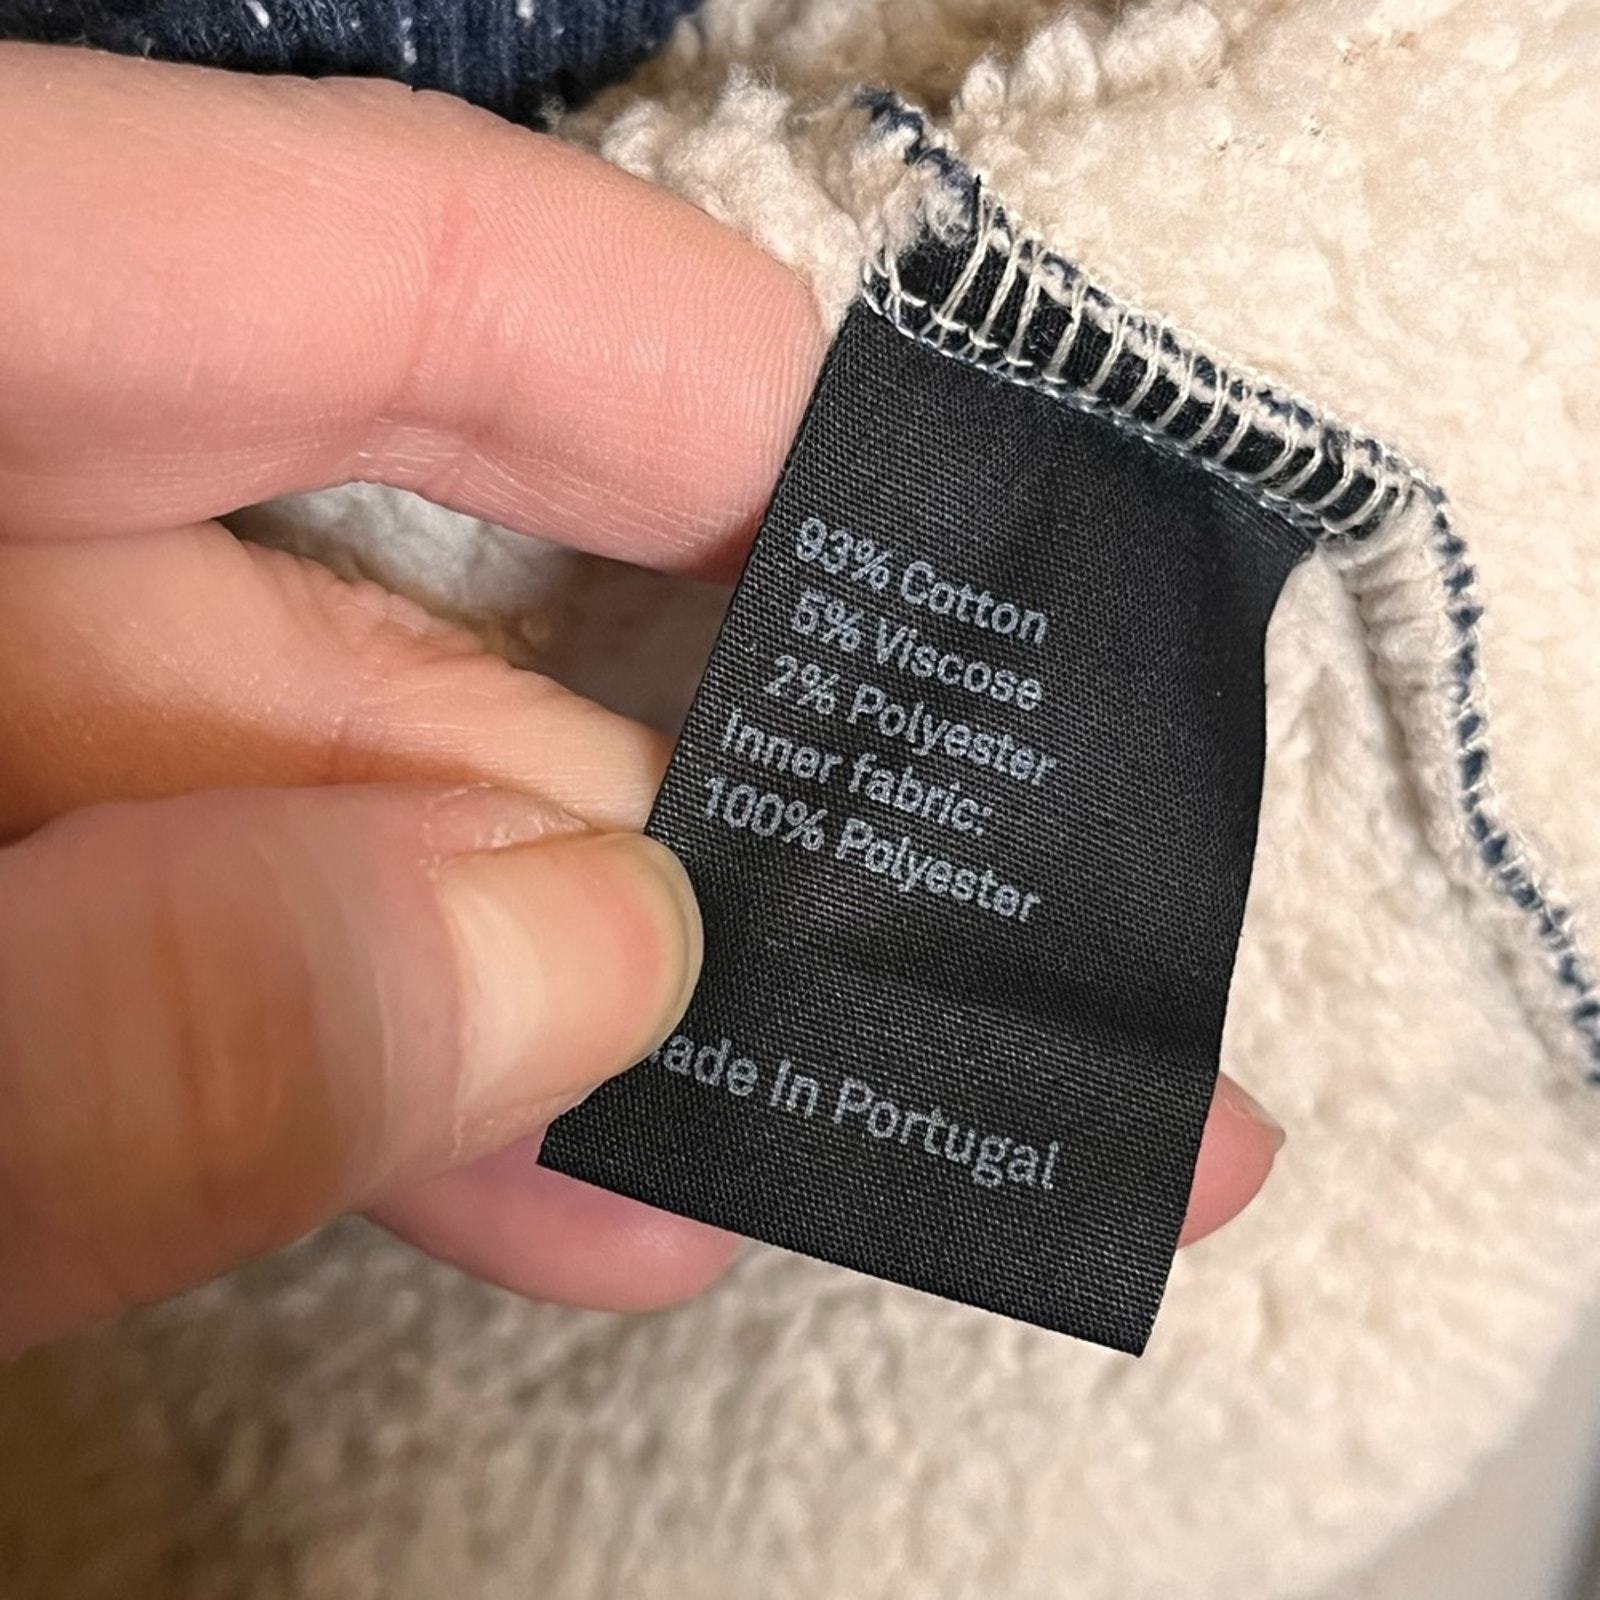 93% Cotton
5% Viscose
2% Polyester
Inner fabric:
100% Polyester
ade In Portugal